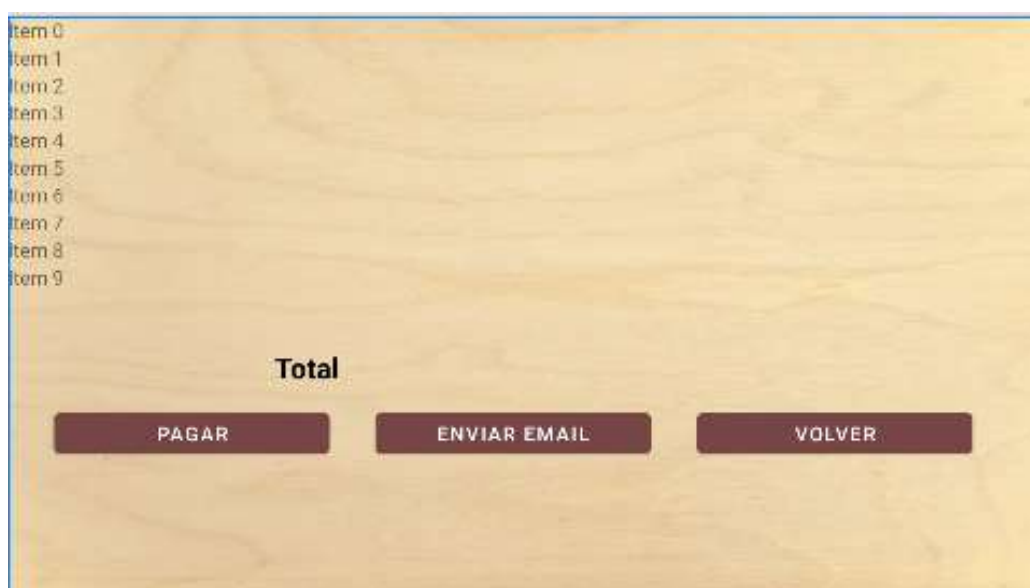 Item 0
Item 1
Item 2
Item 3
Item 4
Item 5
Item 6
Item 7
Item 8
Item 9
Total
PAGAR ENVIAR EMAIL VOLVER